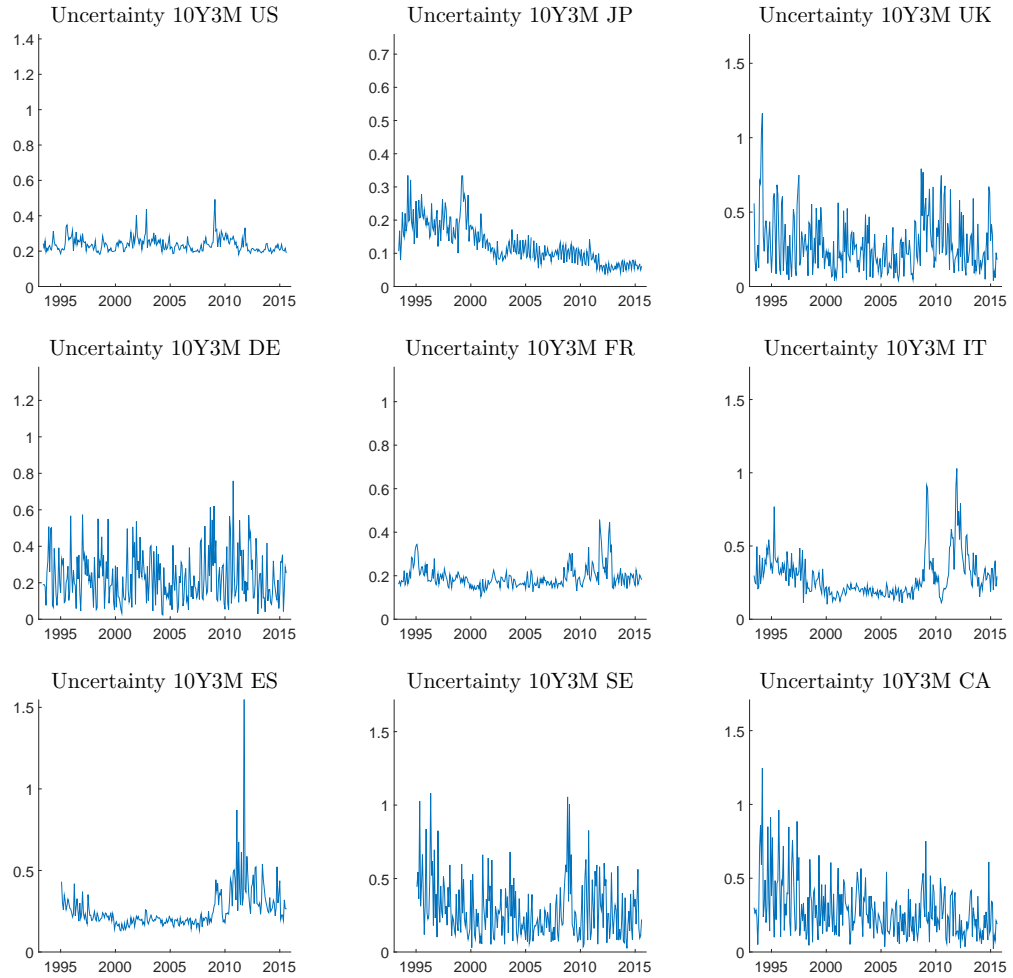 Uncertainty 10Y3M US
1.4
1.2
1
0.8
0.6
0.4
0.2
0
1995 2000 2005 2010 2015
Uncertainty 10Y3M JP
0.7
0.6
0.5
0.4
0.3
0.2
0.1
0
1995 2000 2005 2010 2015
Uncertainty 10Y3M UK
1.5
1
0.5
0
1995 2000 2005 2010 2015
Uncertainty 10Y3M DE
1.2
1
0.8
0.6
0.4
0.2
0
1995 2000 2005 2010 2015
Uncertainty 10Y3M FR
1
0.8
0.6
0.4
0.2
0
1995 2000 2005 2010 2015
Uncertainty 10Y3M IT
1.5
1
0.5
0
1995 2000 2005 2010 2015
Uncertainty 10Y3M ES
1.5
1
0.5
0
1995 2000 2005 2010 2015
Uncertainty 10Y3M SE
1.5
1
0.5
0
1995 2000 2005 2010 2015
Uncertainty 10Y3M CA
1.5
1
0.5
0
1995 2000 2005 2010 2015